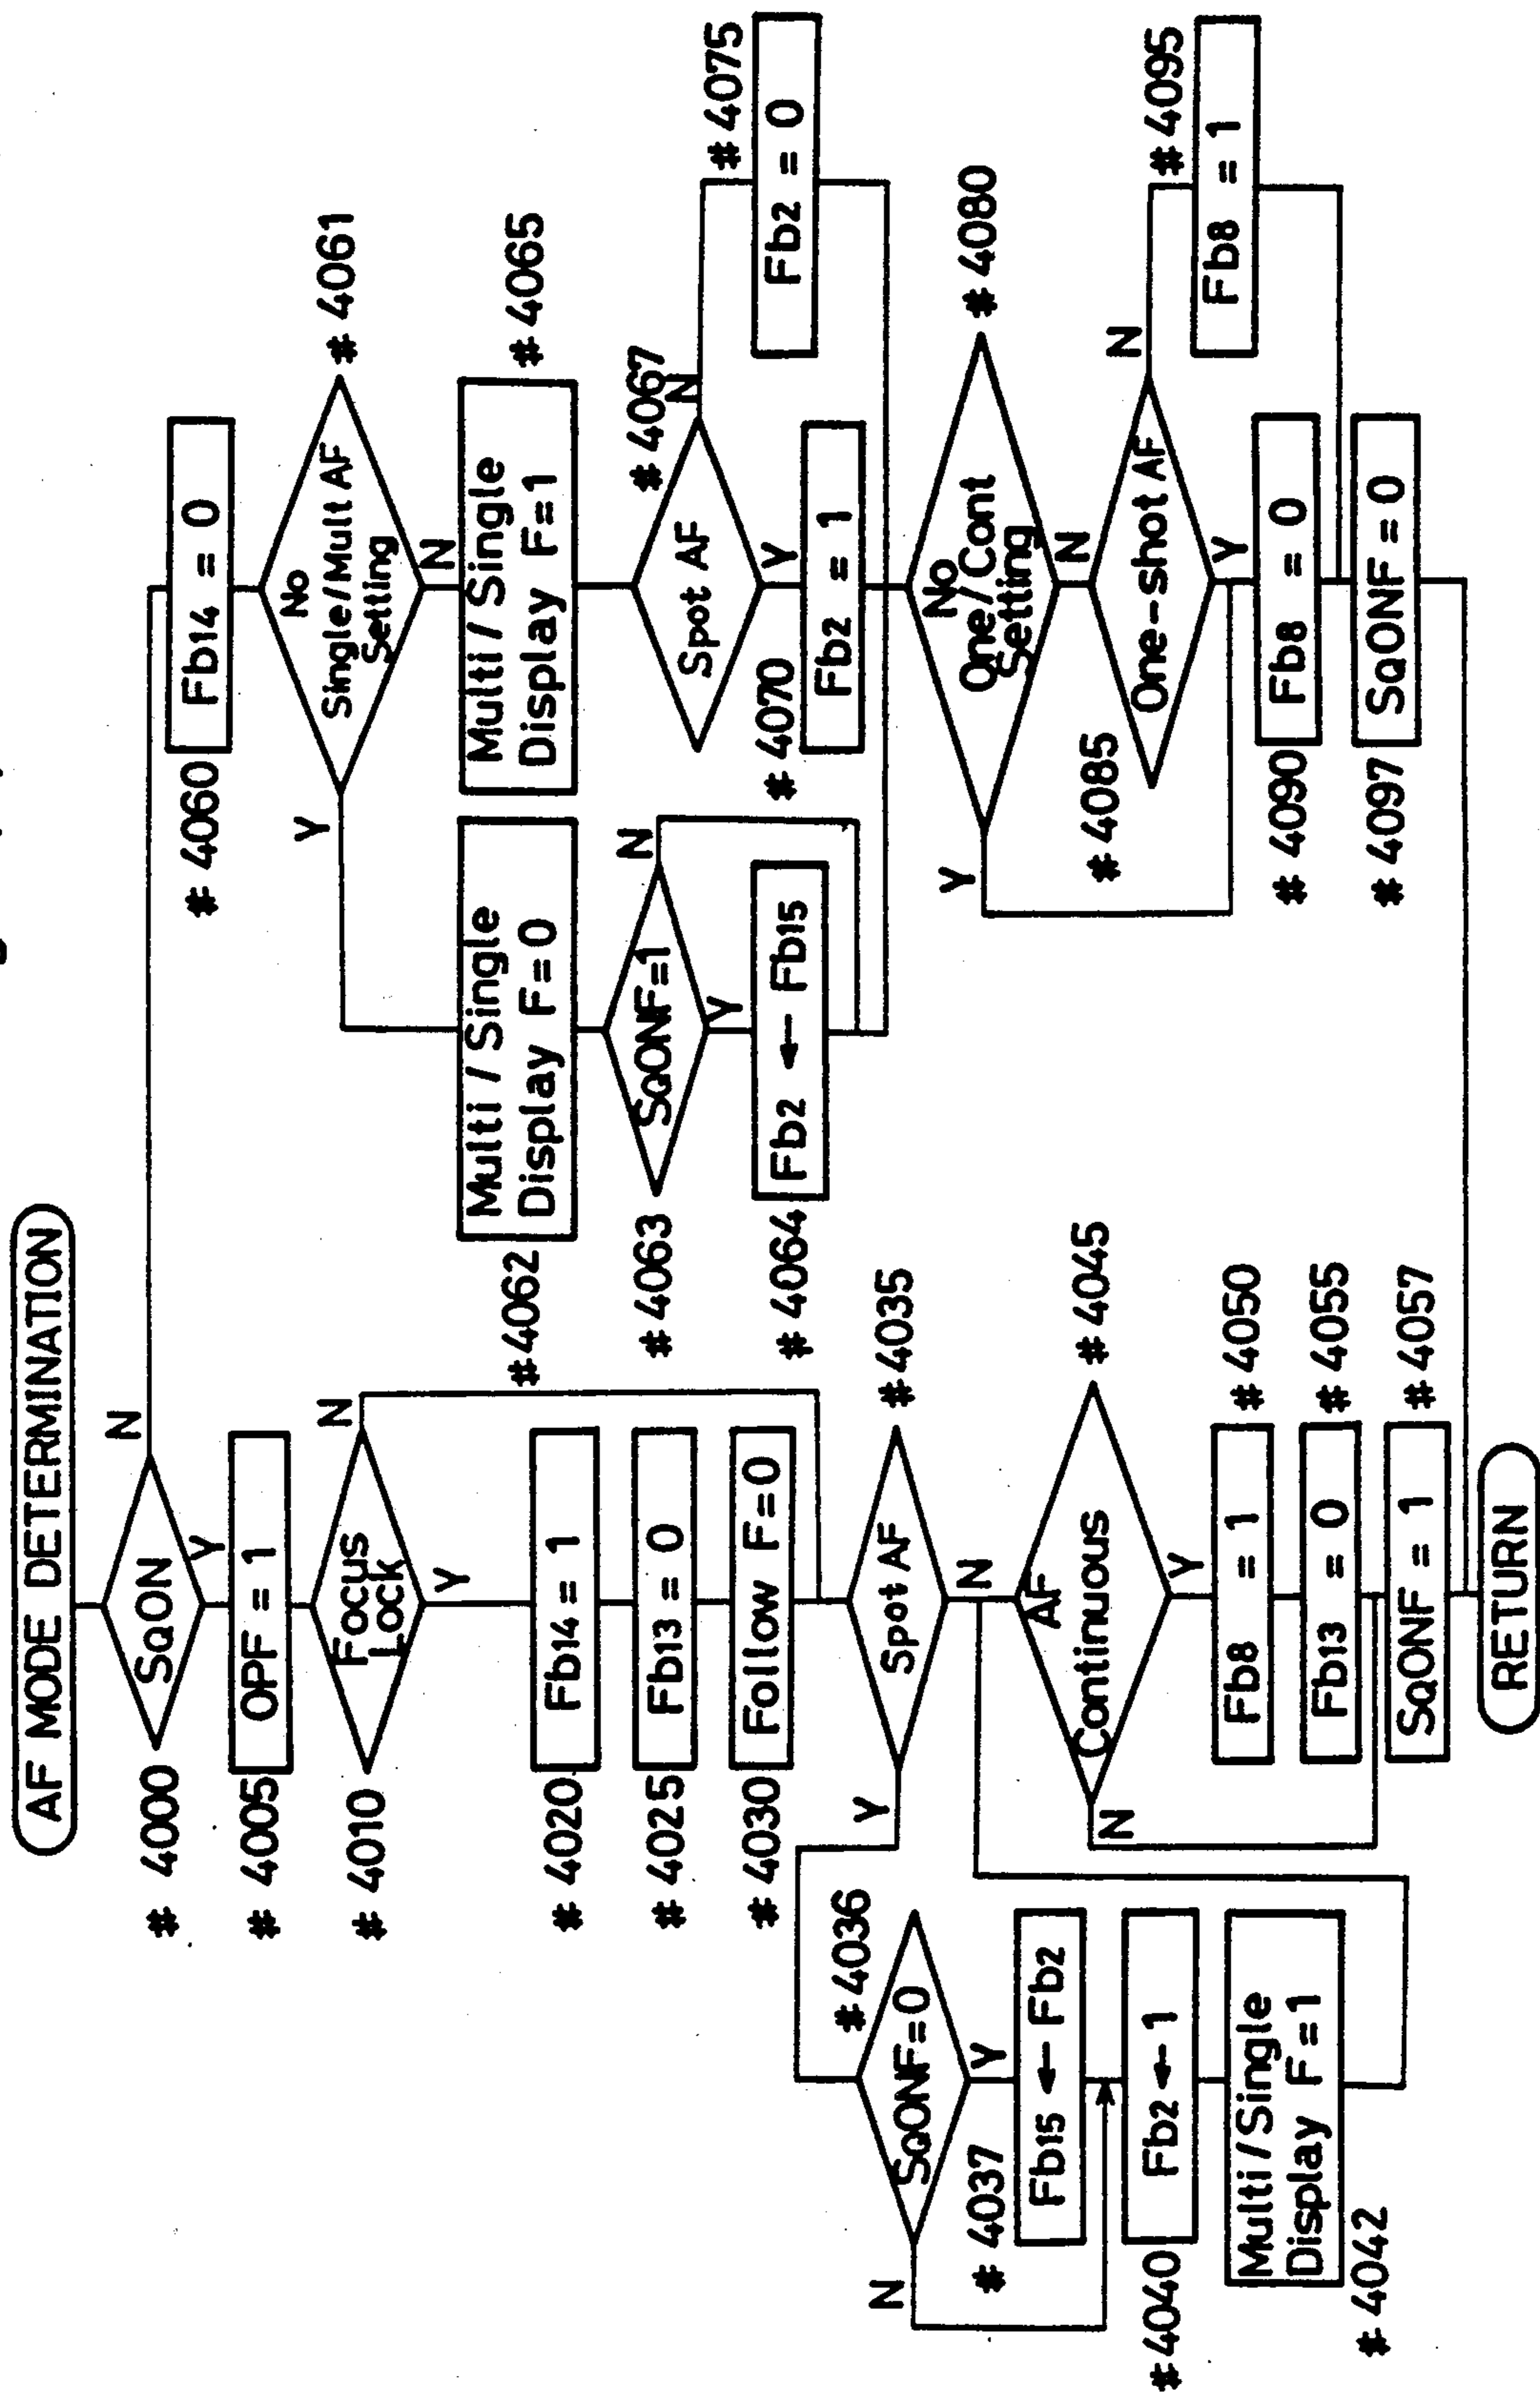 AF MODE DETERMINATION
# 4000
SQON
N
Y
# 4005
OPF = 1
# 4010
Focus
Lock
N
Y
# 4020
Fb14 = 1
# 4025
Fb13 = 0
# 4030
Follow F=0
# 4035
Spot AF
Y
N
# 4036
SQONF=0
N
Y
# 4037
Fb15 ← Fb2
# 4040
Fb2 ← 1
# 4042
Multi/Single
Display F=1
# 4045
AF
Continuous
N
Y
# 4050
Fb8 = 1
# 4055
Fb13 = 0
# 4057
SQONF = 1
RETURN
# 4060
Fb14 = 0
# 4061
No
Single/Mult AF
Setting
Y
N
# 4062
Multi / Single
Display F=0
# 4063
SQONF=1
N
Y
# 4064
Fb2 ← Fb15
# 4065
Multi / Single
Display F=1
# 4067
Spot AF
N
Y
# 4070
Fb2 = 1
# 4075
Fb2 = 0
# 4080
No
One/Cont
Setting
Y
N
# 4085
One-shot AF
N
Y
# 4090
Fb8 = 0
# 4095
Fb8 = 1
# 4097
SQONF = 0